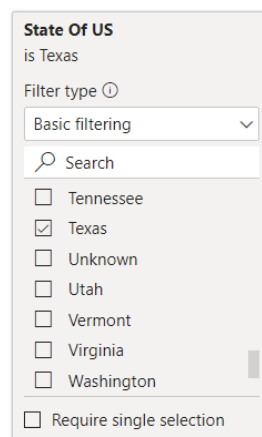 State Of US
is Texas
Filter type
Basic filtering
Search
Tennessee
Texas
Unknown
Utah
Vermont
Virginia
Washington
Require single selection